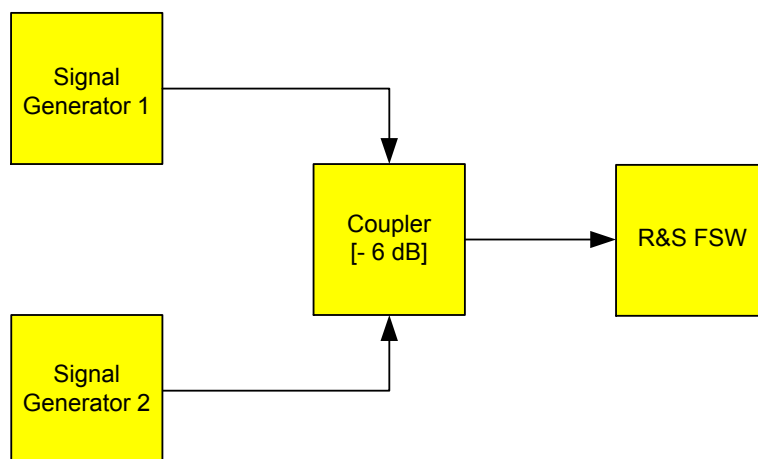 Signal
Generator 1
Coupler
[- 6 dB]
R&S FSW
Signal
Generator 2